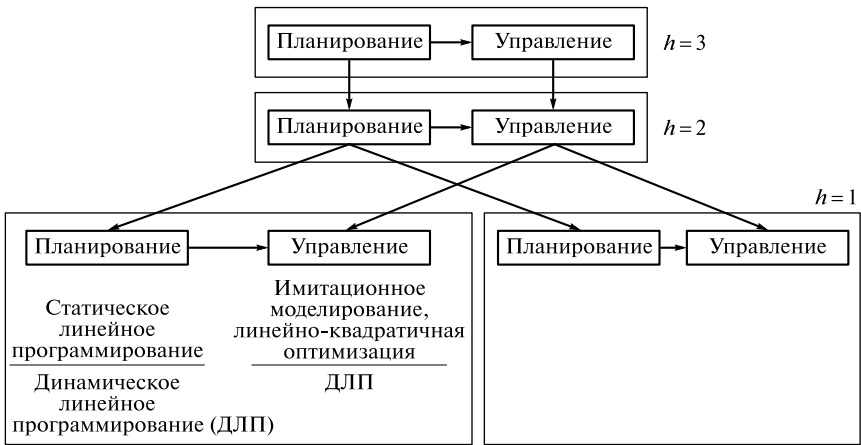 Планирование
Управление
h = 3
Планирование
Управление
h = 2
h = 1
Планирование
Управление
Планирование
Управление
Статическое
линейное
программирование
Динамическое
линейное
программирование (ДЛП)
Имитационное
моделирование,
линейно-квадратичная
оптимизация
ДЛП